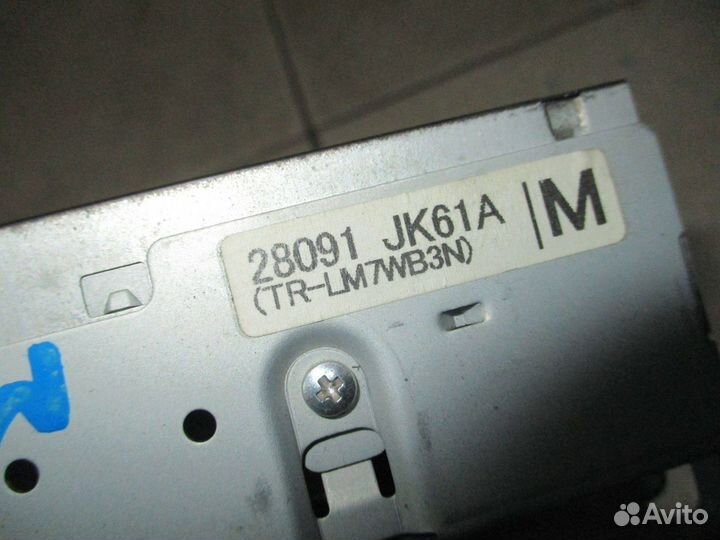 28091 JK61A
(TR-LM7WB3N)
M
Avito